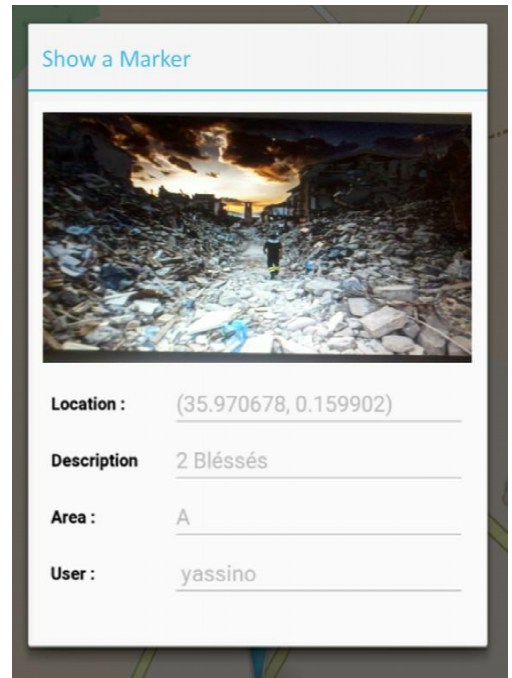 Show a Marker
Location : (35.970678, 0.159902)
Description 2 Bléssés
Area : A
User : yassino